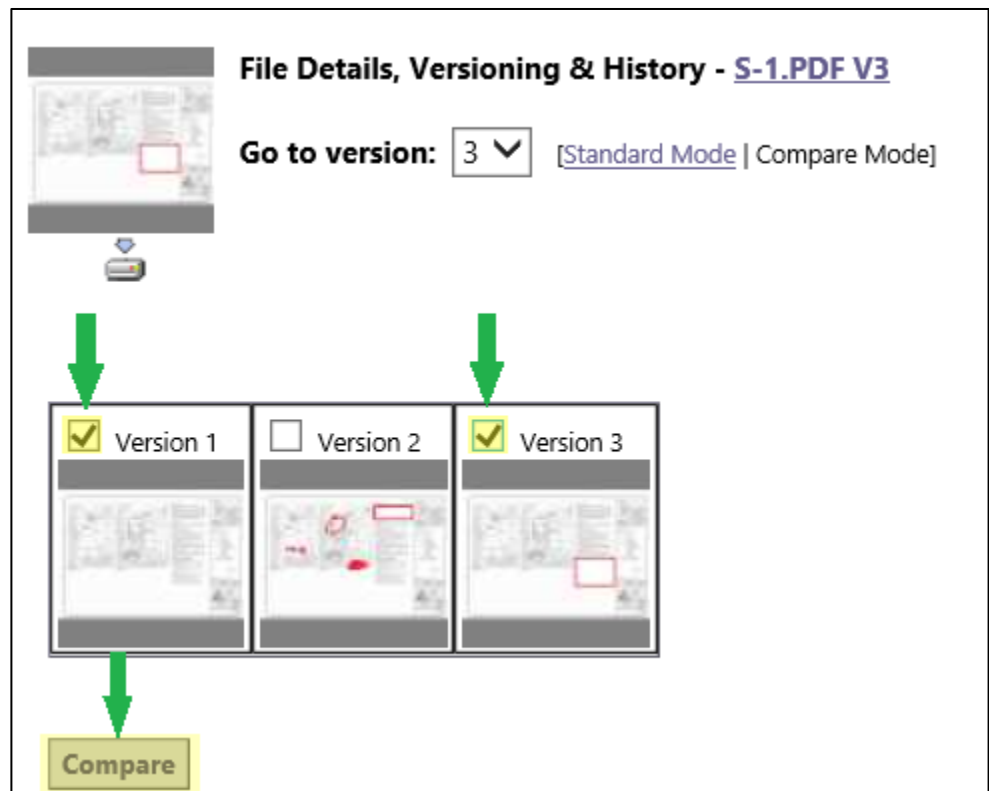 File Details, Versioning & History - S-1.PDF V3
Go to version: 3 [Standard Mode | Compare Mode]
Version 1 Version 2 Version 3
Compare